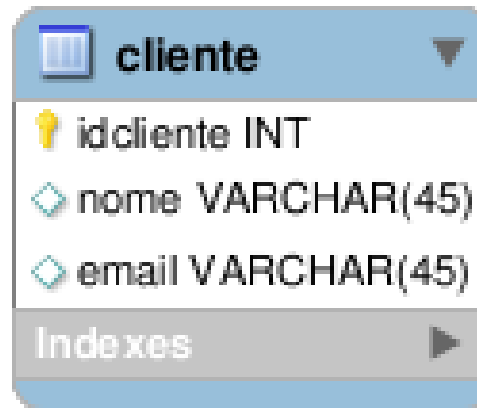 cliente
idcliente INT
nome VARCHAR(45)
email VARCHAR(45)
Indexes